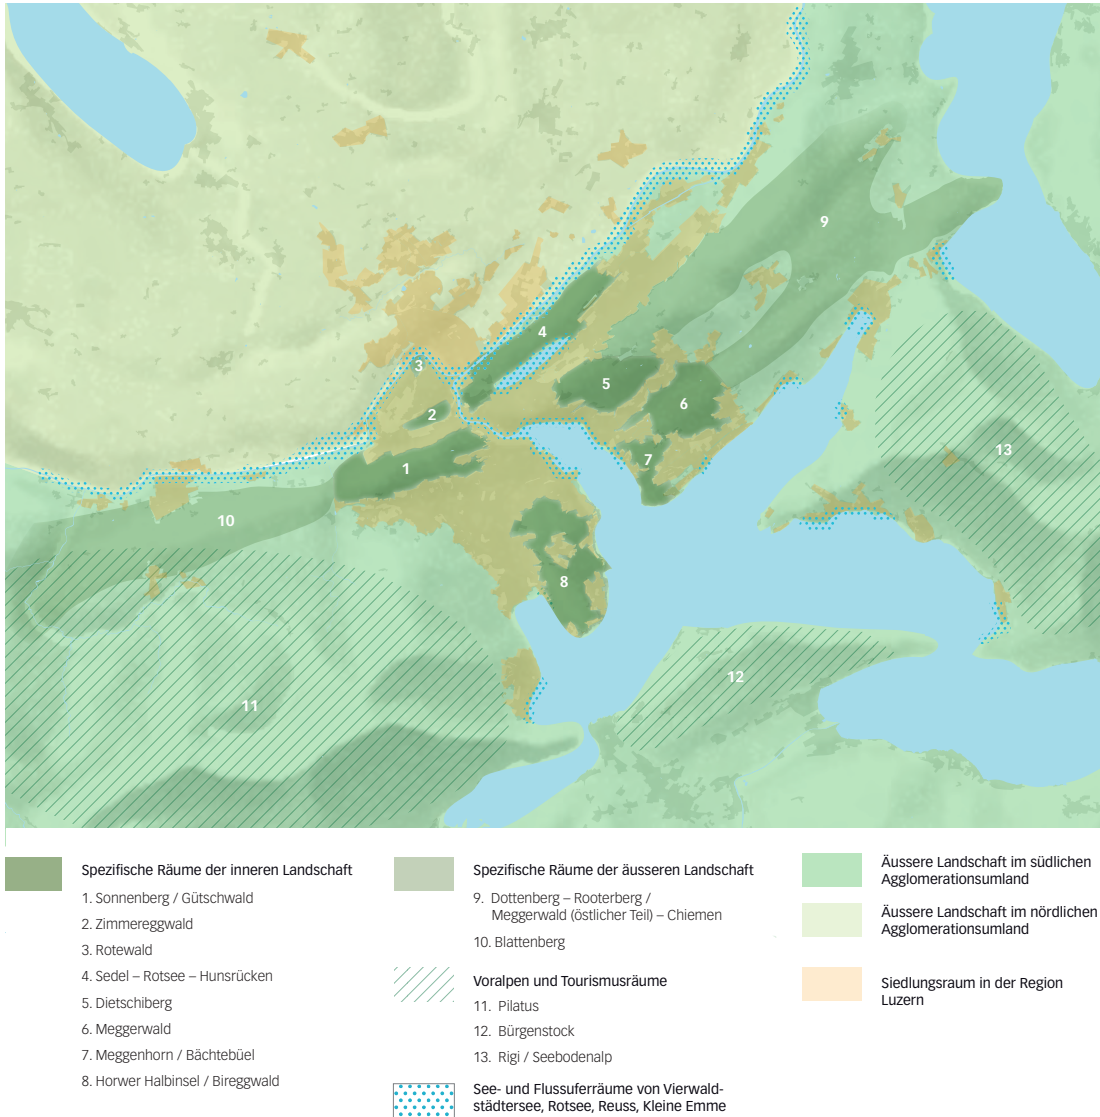 9
4
3
5
6
2
7
13
1
10
8
12
11
Spezifische Räume der inneren Landschaft
1. Sonnenberg / Gütschwald
2. Zimmereggwald
3. Rotewald
4. Sedel – Rotsee – Hunsrücken
5. Dietschiberg
6. Meggerwald
7. Meggenhorn / Bächtebüel
8. Horwer Halbinsel / Bireggwald
Spezifische Räume der äusseren Landschaft
9. Dottenberg – Rooterberg /
Meggerwald (östlicher Teil) – Chiemen
10. Blattenberg
Voralpen und Tourismusräume
11. Pilatus
12. Bürgenstock
13. Rigi / Seebodenalp
See- und Flussuferräume von Vierwald-
städtersee, Rotsee, Reuss, Kleine Emme
Äussere Landschaft im südlichen
Agglomerationsumland
Äussere Landschaft im nördlichen
Agglomerationsumland
Siedlungsraum in der Region
Luzern